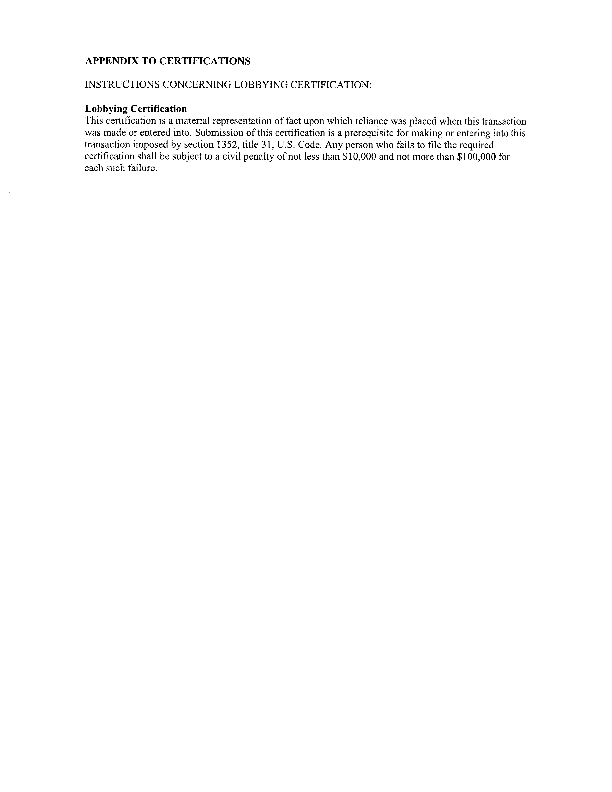 APPENDIX TO CERTIFICATIONS
INSTRUCTIONS CONCERNING LOBBYING CERTIFICATION:
Lobbying Certification
This certification is a material representation of fact upon which reliance was placed when this transaction
was made or entered into. Submission of this certification is a prerequisite for making or entering into this
transaction imposed by section 1352, title 31, U.S. Code. Any person who fails to file the required
certification shall be subject to a civil penalty of not less than $10,000 and not more than $100,000 for
each such failure.